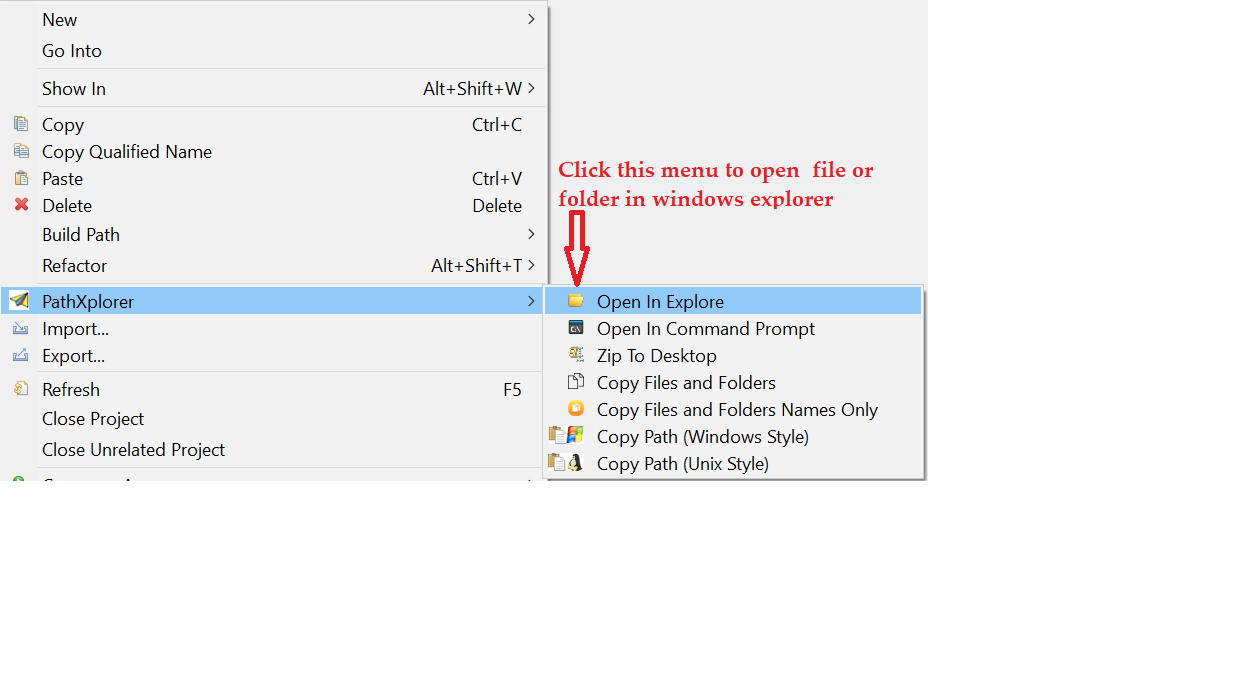 New
Go Into
Show In Alt+Shift+W
Copy Ctrl+C
Copy Qualified Name
Paste Ctrl+V
Delete Delete
Build Path
Refactor Alt+Shift+T
PathXplorer
Import...
Export...
Refresh F5
Close Project
Close Unrelated Project
Click this menu to open file or
folder in windows explorer
Open In Explore
Open In Command Prompt
Zip To Desktop
Copy Files and Folders
Copy Files and Folders Names Only
Copy Path (Windows Style)
Copy Path (Unix Style)